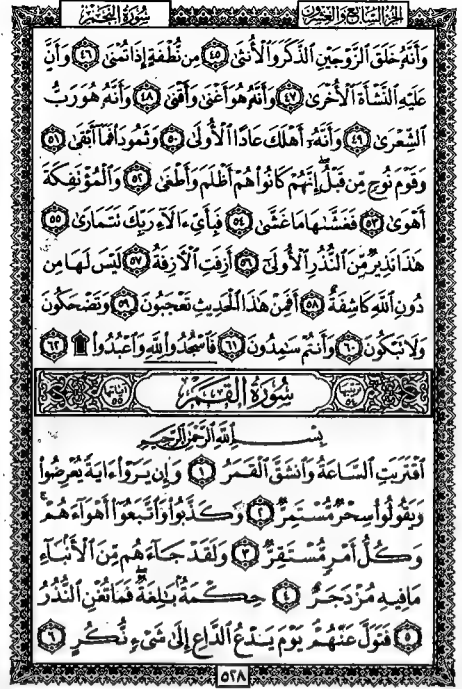 الجزء السابع والعشرون
سورة النجم
وَأَنَّهُ خَلَقَ ٱلزَّوْجَيْنِ ٱلذَّكَرَ وَٱلْأُنثَىٰ ٤٥ مِن نُّطْفَةٍ إِذَا تُمْنَىٰ ٤٦ وَأَنَّ
عَلَيْهِ ٱلنَّشْأَةَ ٱلْأُخْرَىٰ ٤٧ وَأَنَّهُ هُوَ أَغْنَىٰ وَأَقْنَىٰ ٤٨ وَأَنَّهُ هُوَ رَبُّ
ٱلشِّعْرَىٰ ٤٩ وَأَنَّهُ أَهْلَكَ عَادًا ٱلْأُولَىٰ ٥٠ وَثَمُودَا فَمَا أَبْقَىٰ ٥١
وَقَوْمَ نُوحٍ مِّن قَبْلُ إِنَّهُمْ كَانُوا۟ هُمْ أَظْلَمَ وَأَطْغَىٰ ٥٢ وَٱلْمُؤْتَفِكَةَ
أَهْوَىٰ ٥٣ فَغَشَّىٰهَا مَا غَشَّىٰ ٥٤ فَبِأَىِّ ءَالَآءِ رَبِّكَ تَتَمَارَىٰ ٥٥
هَـٰذَا نَذِيرٌ مِّنَ ٱلنُّذُرِ ٱلْأُولَىٰٓ ٥٦ أَزِفَتِ ٱلْـَٔازِفَةُ ٥٧ لَيْسَ لَهَا مِن
دُونِ ٱللَّهِ كَاشِفَةٌ ٥٨ أَفَمِنْ هَـٰذَا ٱلْحَدِيثِ تَعْجَبُونَ ٥٩ وَتَضْحَكُونَ
وَلَا تَبْكُونَ ٦٠ وَأَنتُمْ سَـٰمِدُونَ ٦١ فَٱسْجُدُوا۟ لِلَّهِ وَٱعْبُدُوا۟ ۩ ٦٢
سورة القمر
بِسْمِ ٱللَّهِ ٱلرَّحْمَـٰنِ ٱلرَّحِيمِ
ٱقْتَرَبَتِ ٱلسَّاعَةُ وَٱنشَقَّ ٱلْقَمَرُ ١ وَإِن يَرَوْا۟ ءَايَةً يُعْرِضُوا۟
وَيَقُولُوا۟ سِحْرٌ مُّسْتَمِرٌّ ٢ وَكَذَّبُوا۟ وَٱتَّبَعُوٓا۟ أَهْوَآءَهُمْ ۚ
وَكُلُّ أَمْرٍ مُّسْتَقِرٌّ ٣ وَلَقَدْ جَآءَهُم مِّنَ ٱلْأَنۢبَآءِ
مَا فِيهِ مُزْدَجَرٌ ٤ حِكْمَةٌۢ بَـٰلِغَةٌ ۖ فَمَا تُغْنِ ٱلنُّذُرُ
٥ فَتَوَلَّ عَنْهُمْ ۘ يَوْمَ يَدْعُ ٱلدَّاعِ إِلَىٰ شَىْءٍ نُّكُرٍ ٦
٥٢٨